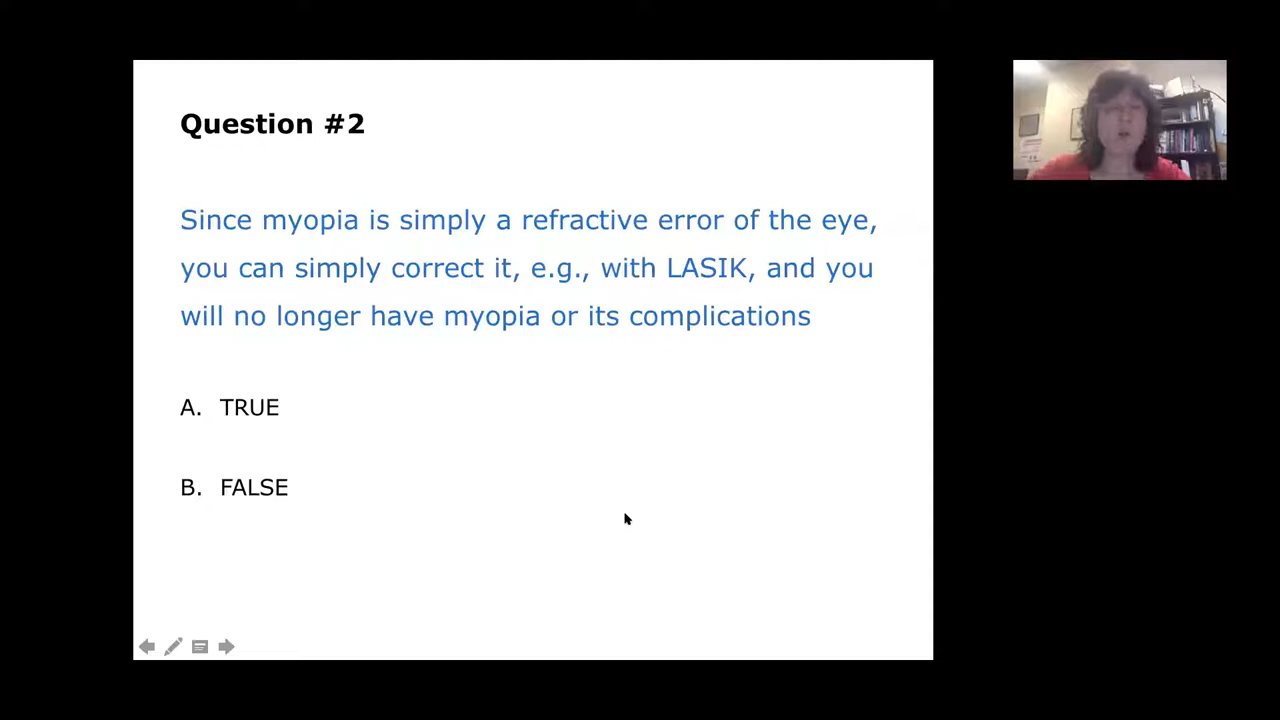 Question #2
Since myopia is simply a refractive error of the eye,
you can simply correct it, e.g., with LASIK, and you
will no longer have myopia or its complications
A. TRUE
B. FALSE